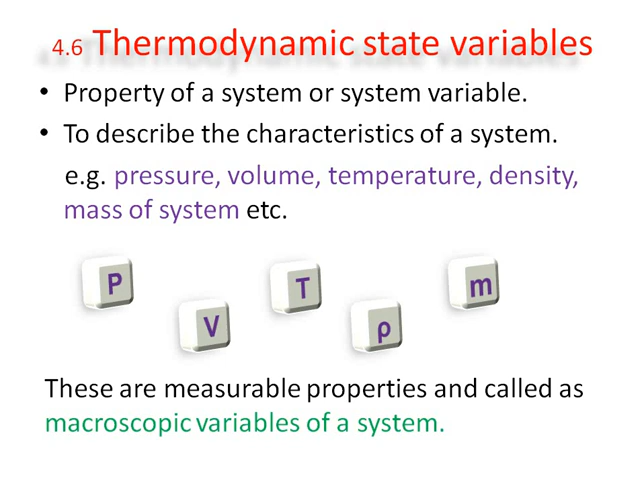 4.6 Thermodynamic state variables
• Property of a system or system variable.
• To describe the characteristics of a system.
e.g. pressure, volume, temperature, density,
mass of system etc.
P
V
T
ρ
m
These are measurable properties and called as
macroscopic variables of a system.